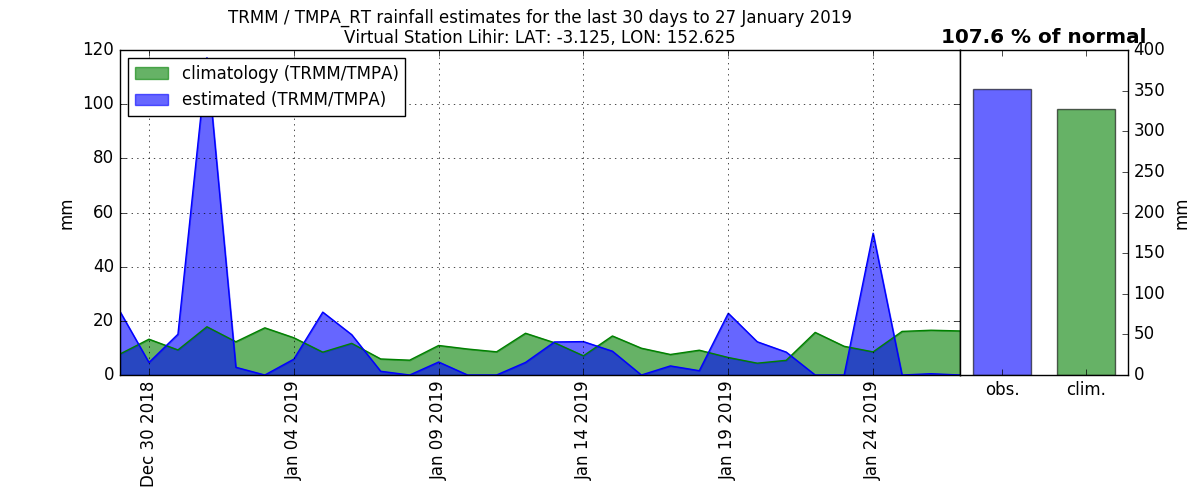 TRMM / TMPA_RT rainfall estimates for the last 30 days to 27 January 2019
Virtual Station Lihir: LAT: -3.125, LON: 152.625
107.6 % of normal
climatology (TRMM/TMPA)
estimated (TRMM/TMPA)
120
100
80
60
40
20
0
mm
Dec 30 2018
Jan 04 2019
Jan 09 2019
Jan 14 2019
Jan 19 2019
Jan 24 2019
400
350
300
250
200
150
100
50
0
mm
obs.
clim.